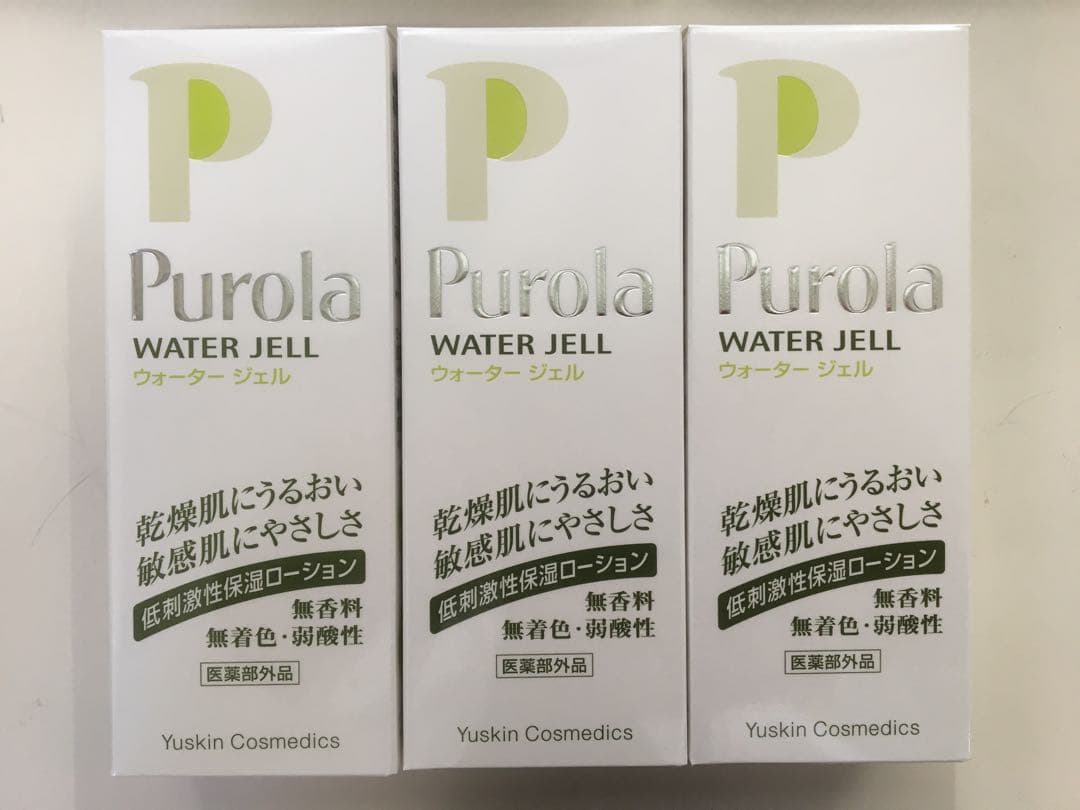 P
Purola
WATER JELL
ウォーター ジェル
乾燥肌にうるおい
敏感肌にやさしさ
低刺激性保湿ローション
無香料
無着色・弱酸性
医薬部外品
Yuskin Cosmedics
P
Purola
WATER JELL
ウォーター ジェル
乾燥肌にうるおい
敏感肌にやさしさ
低刺激性保湿ローション
無香料
無着色・弱酸性
医薬部外品
Yuskin Cosmedics
P
Purola
WATER JELL
ウォーター ジェル
乾燥肌にうるおい
敏感肌にやさしさ
低刺激性保湿ローション
無香料
無着色・弱酸性
医薬部外品
Yuskin Cosmedics